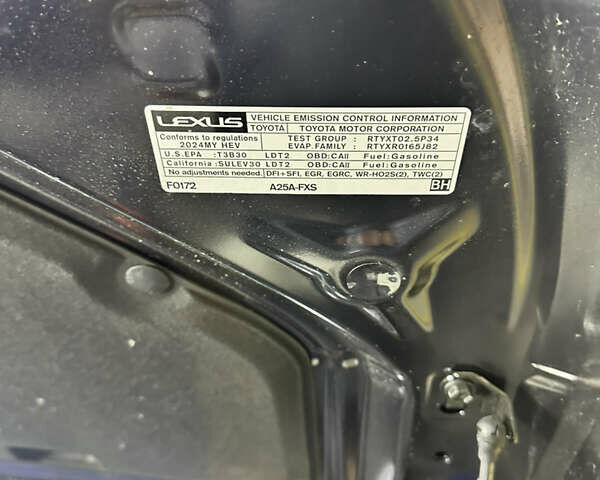 LEXUS VEHICLE EMISSION CONTROL INFORMATION
TOYOTA TOYOTA MOTOR CORPORATION
Conforms to regulations TEST GROUP : RTYXT02.5P34
2024MY HEV EVAP.FAMILY : RTYXR0165J82
U.S.EPA :T3B30 LDT2 OBD:CAII Fuel:Gasoline
California :SULEV30 LDT2 OBD:CAII Fuel:Gasoline
No adjustments needed. DFI+SFI, EGR, EGRC, WR-HO2S(2), TWC(2)
F0172 A25A-FXS BH